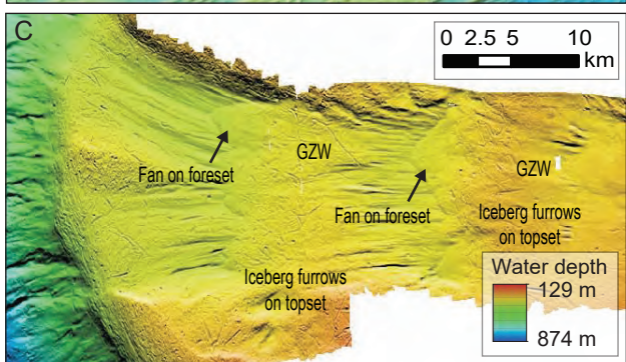 C
0 2.5 5 10
km
GZW
Fan on foreset
GZW
Fan on foreset
Iceberg furrows
on topset
Iceberg furrows
on topset
Water depth
129 m
874 m